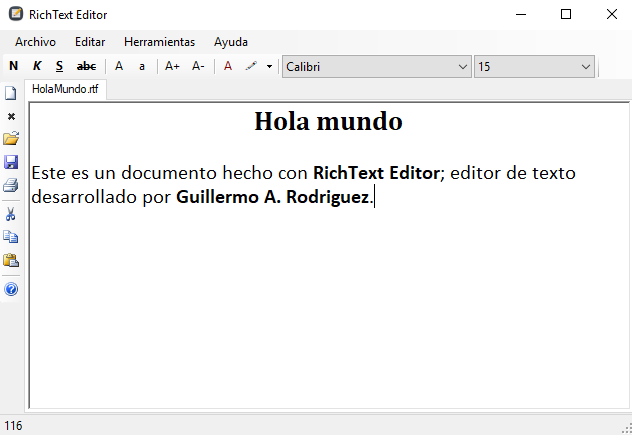 RichText Editor
Archivo Editar Herramientas Ayuda
N K S abc A a A+ A- A Calibri 15
HolaMundo.rtf
Hola mundo
Este es un documento hecho con RichText Editor; editor de texto
desarrollado por Guillermo A. Rodriguez.
116